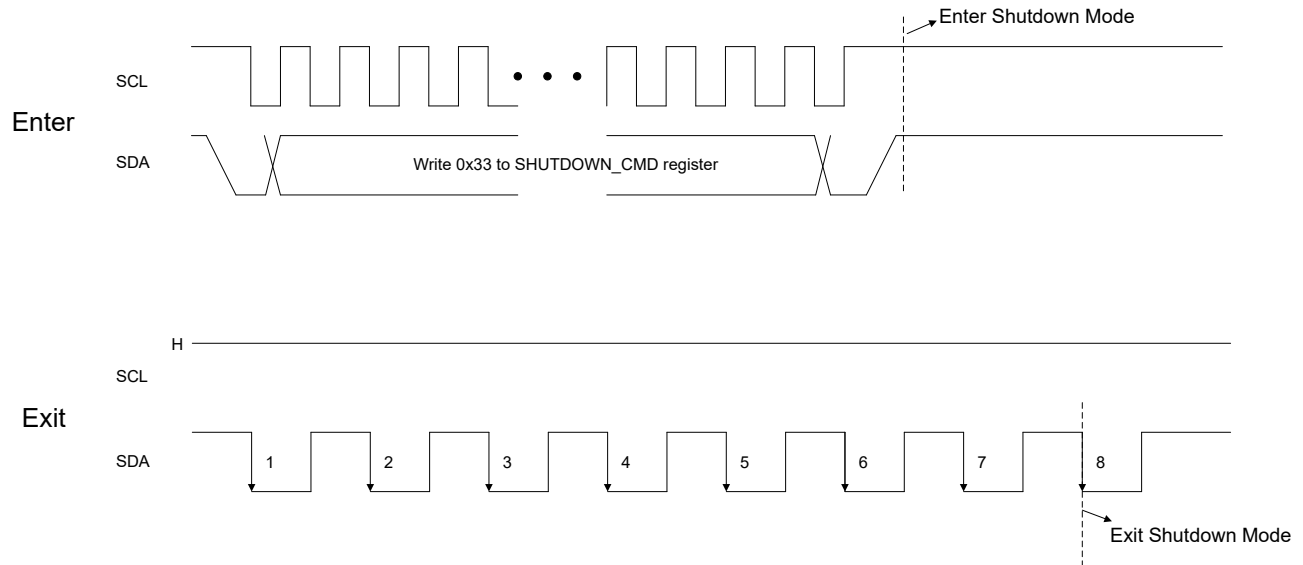 Enter Shutdown Mode
SCL
Enter
SDA
Write 0x33 to SHUTDOWN_CMD register
H
SCL
Exit
SDA
1 2 3 4 5 6 7 8
Exit Shutdown Mode